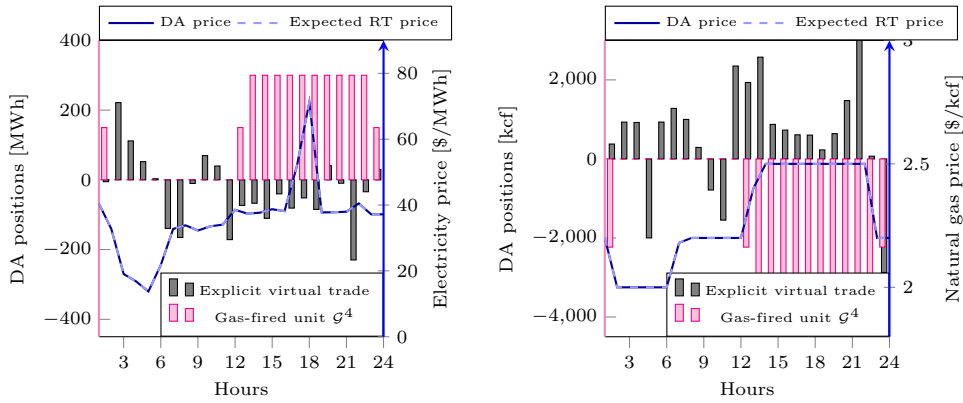 DA price Expected RT price
400
200
0
−200
−400
DA positions [MWh]
80
60
40
20
0
Electricity price [$/MWh]
Explicit virtual trade
Gas-fired unit 𝒢⁴
3 6 9 12 15 18 21 24
Hours
DA price Expected RT price
2,000
0
−2,000
−4,000
DA positions [kcf]
3
2.5
2
Natural gas price [$/kcf]
Explicit virtual trade
Gas-fired unit 𝒢⁴
3 6 9 12 15 18 21 24
Hours